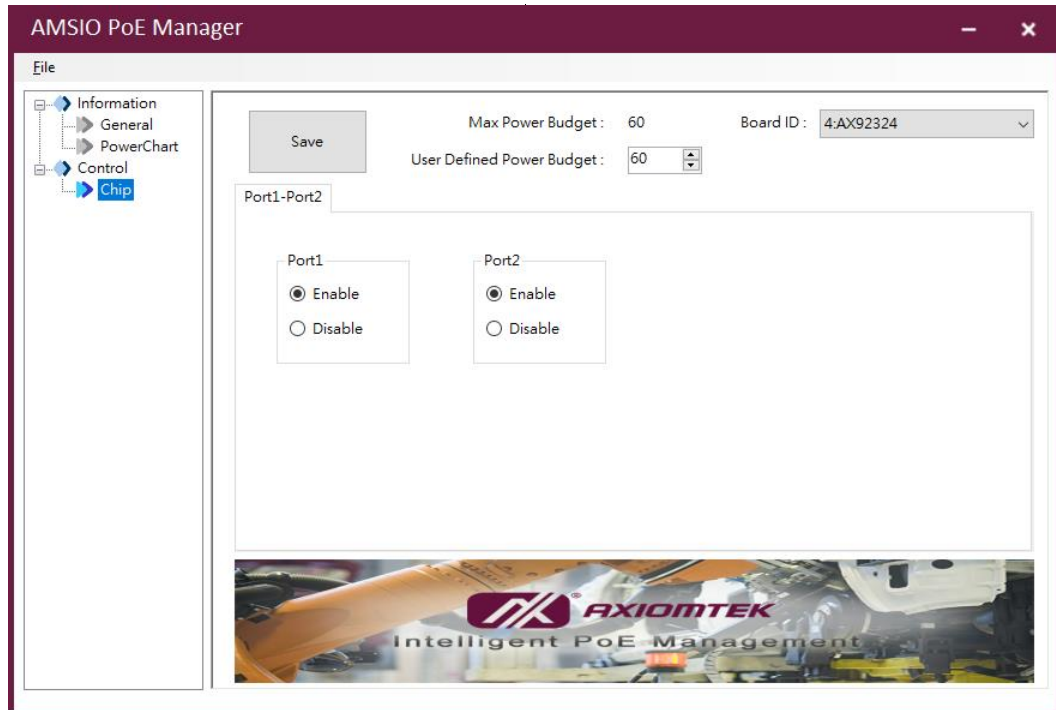 AMSIO PoE Manager
File
Information
General
PowerChart
Control
Chip
Save
Max Power Budget : 60
Board ID : 4:AX92324
User Defined Power Budget : 60
Port1-Port2
Port1
Enable
Disable
Port2
Enable
Disable
AXIOMTEK
Intelligent PoE Management